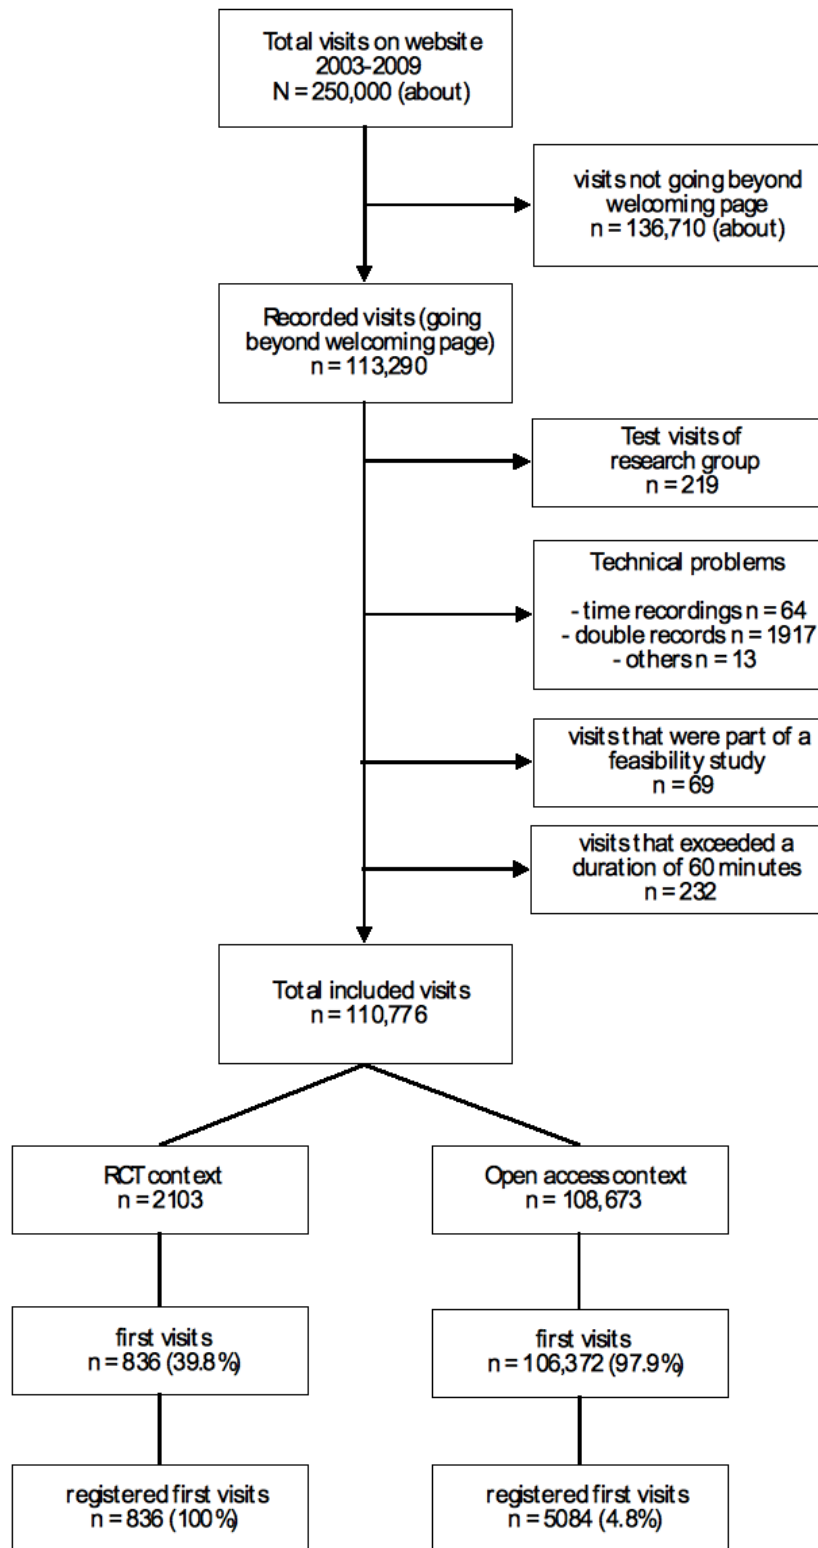 Total visits on website
2003-2009
N = 250,000 (about)
visits not going beyond
welcoming page
n = 136,710 (about)
Recorded visits (going
beyond welcoming page)
n = 113,290
Test visits of
research group
n = 219
Technical problems
- time recordings n = 64
- double records n = 1917
- others n = 13
visits that were part of a
feasibility study
n = 69
visits that exceeded a
duration of 60 minutes
n = 232
Total included visits
n = 110,776
RCT context
n = 2103
Open access context
n = 108,673
first visits
n = 836 (39.8%)
first visits
n = 106,372 (97.9%)
registered first visits
n = 836 (100%)
registered first visits
n = 5084 (4.8%)